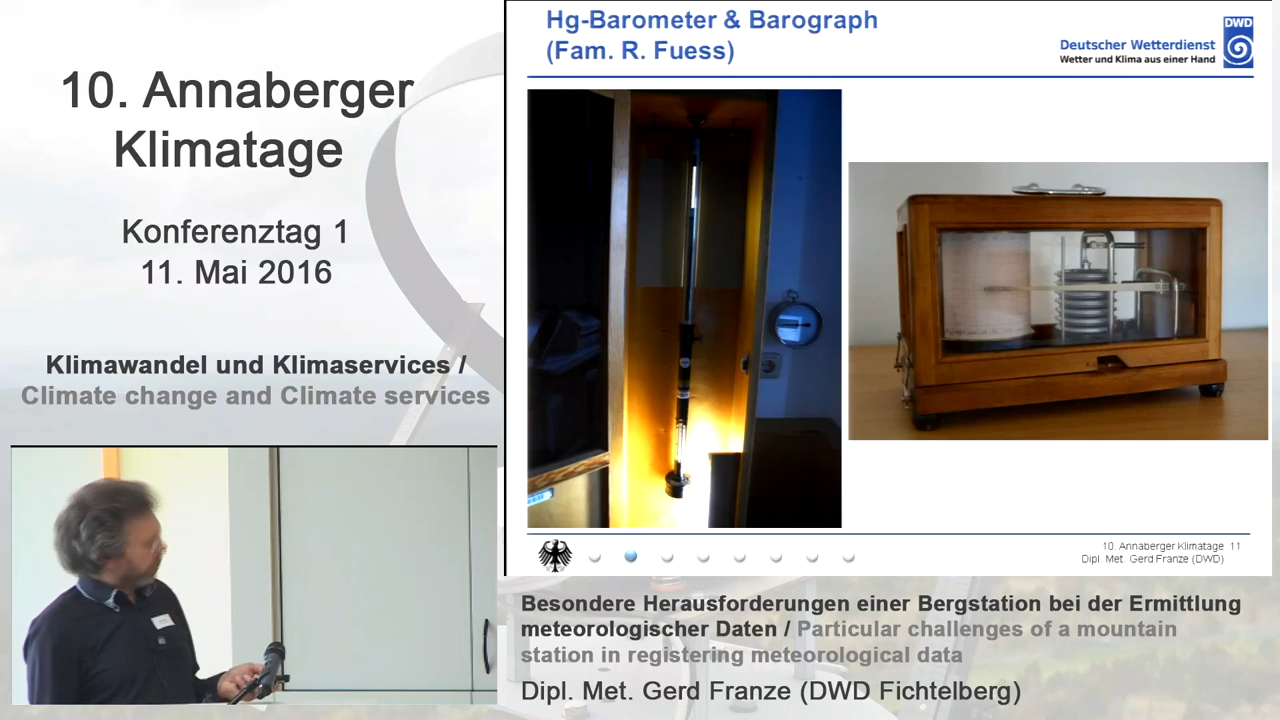 10. Annaberger
Klimatage
Konferenztag 1
11. Mai 2016
Klimawandel und Klimaservices /
Climate change and Climate services
Hg-Barometer & Barograph
(Fam. R. Fuess)
DWD
Deutscher Wetterdienst
Wetter und Klima aus einer Hand
10. Annaberger Klimatage 11
Dipl. Met. Gerd Franze (DWD)
Besondere Herausforderungen einer Bergstation bei der Ermittlung
meteorologischer Daten / Particular challenges of a mountain
station in registering meteorological data
Dipl. Met. Gerd Franze (DWD Fichtelberg)